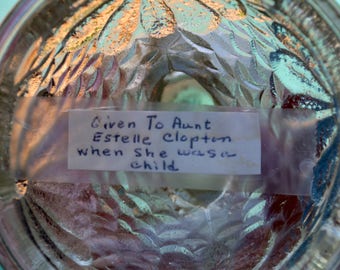 Given To Aunt
Estelle Clopton
when she was a
child